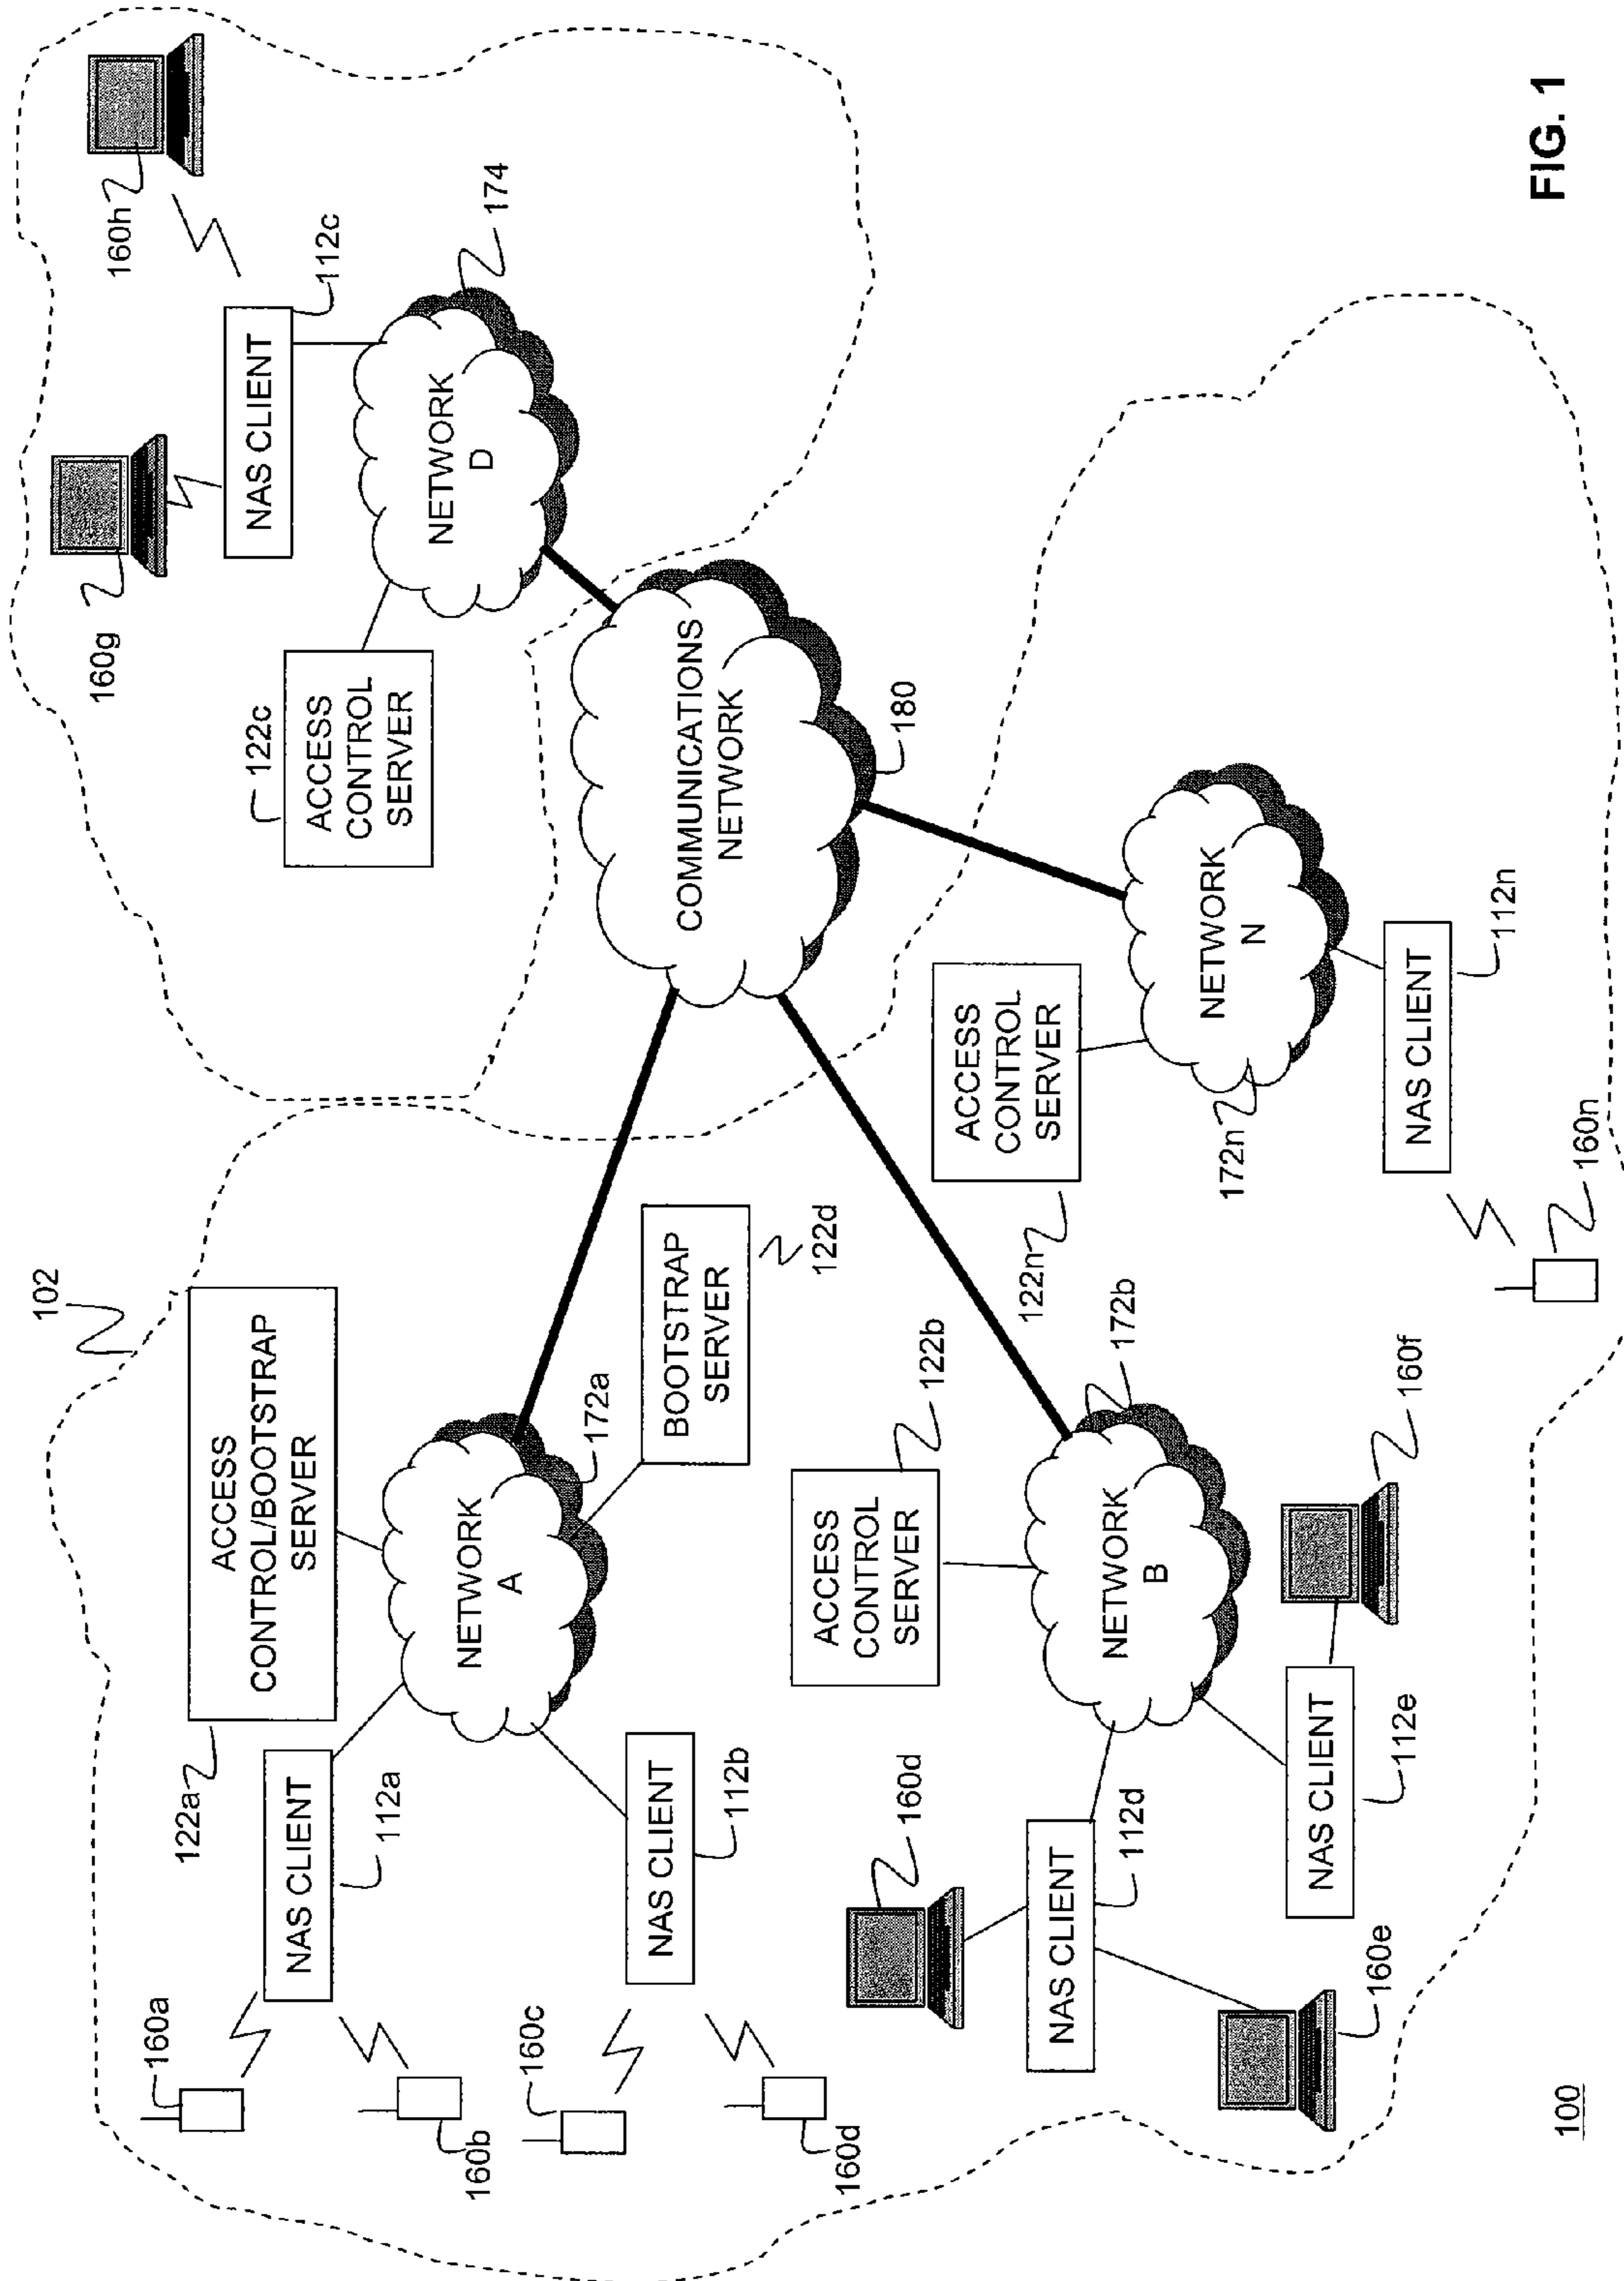 102
122a
ACCESS
CONTROL/BOOTSTRAP
SERVER
160a
NAS CLIENT
112a
160b
NETWORK
A
172a
160c
NAS CLIENT
112b
160d
BOOTSTRAP
SERVER
122d
122c
ACCESS
CONTROL
SERVER
160g
160h
NAS CLIENT
112c
NETWORK
D
174
COMMUNICATIONS
NETWORK
180
160d
ACCESS
CONTROL
SERVER
122b
NAS CLIENT
112d
NETWORK
B
172b
160e
NAS CLIENT
112e
160f
122n
ACCESS
CONTROL
SERVER
NETWORK
N
172n
NAS CLIENT
112n
160n
100
FIG. 1